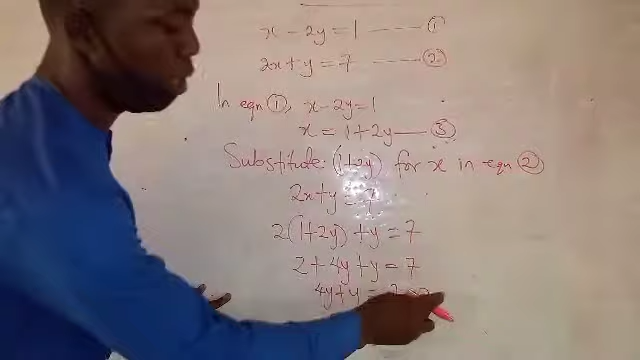 x - 2y = 1 ---- ①
2x + y = 7 ---- ②
In eqn ①, x - 2y = 1
x = 1 + 2y — ③
Substitute (1+2y) for x in eqn ②
2x + y = 7
2(1+2y) + y = 7
2 + 4y + y = 7
4y + y =